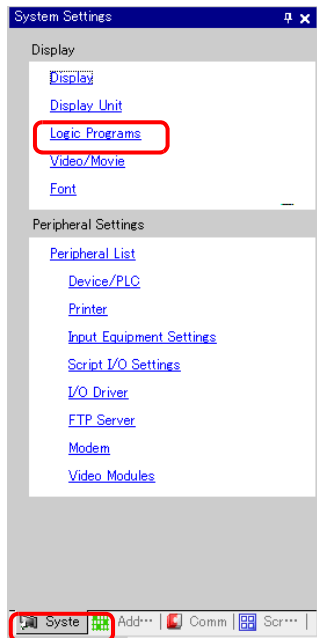 System Settings
Display
Display
Display Unit
Logic Programs
Video/Movie
Font
Peripheral Settings
Peripheral List
Device/PLC
Printer
Input Equipment Settings
Script I/O Settings
I/O Driver
FTP Server
Modem
Video Modules
Syste Add… Comm Scr…